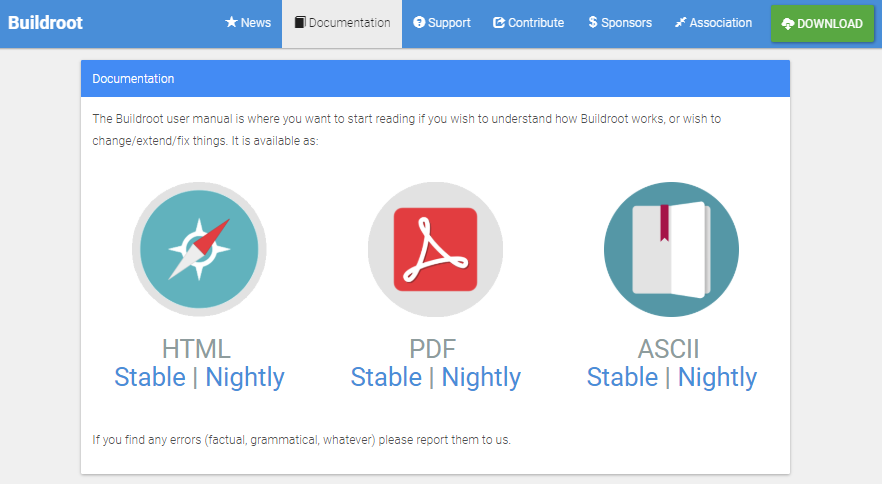 Buildroot News Documentation Support Contribute Sponsors Association DOWNLOAD
Documentation
The Buildroot user manual is where you want to start reading if you wish to understand how Buildroot works, or wish to
change/extend/fix things. It is available as:
HTML PDF ASCII
Stable | Nightly Stable | Nightly Stable | Nightly
If you find any errors (factual, grammatical, whatever) please report them to us.